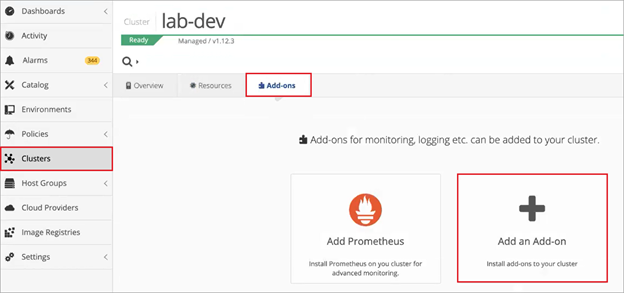 Dashboards
Activity
Alarms 344
Catalog
Environments
Policies
Clusters
Host Groups
Cloud Providers
Image Registries
Settings
Cluster lab-dev
Ready Managed / v1.12.3
Overview Resources Add-ons
Add-ons for monitoring, logging etc. can be added to your cluster.
Add Prometheus
Install Prometheus on you cluster for
advanced monitoring.
Add an Add-on
Install add-ons to your cluster